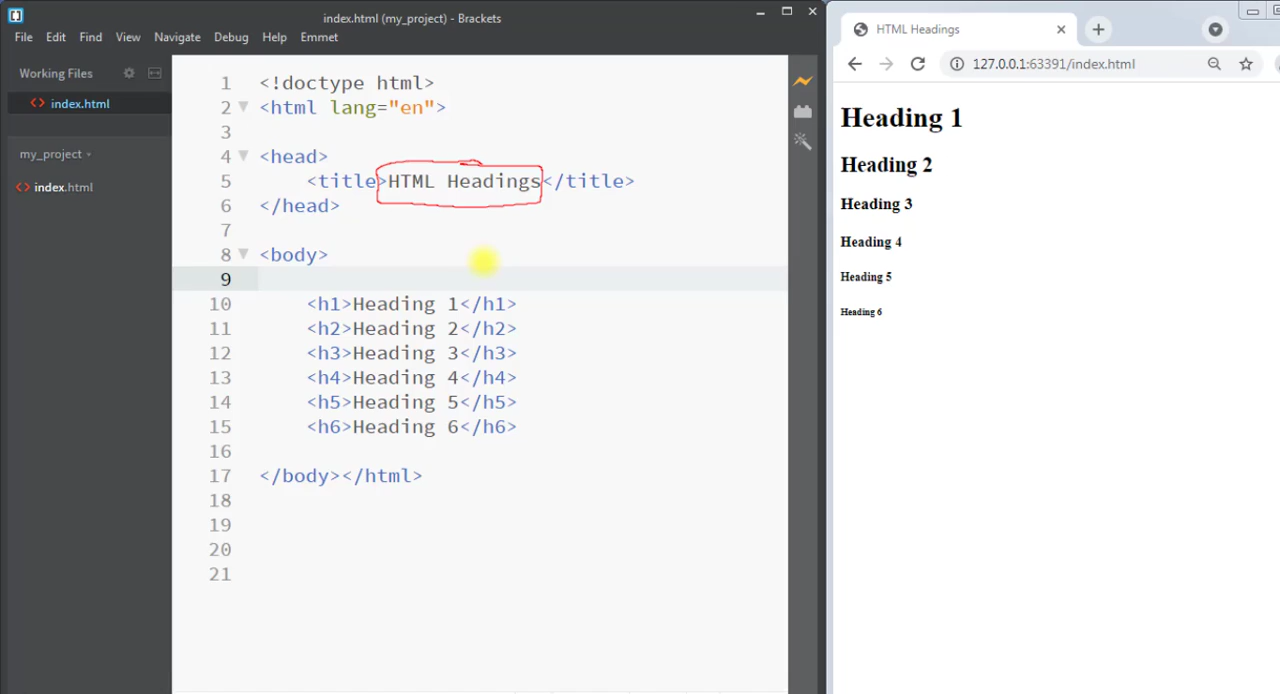 index.html (my_project) - Brackets
File Edit Find View Navigate Debug Help Emmet
Working Files
<> index.html
my_project
<> index.html
1 <!doctype html>
2 <html lang="en">
3
4 <head>
5 <title>HTML Headings</title>
6 </head>
7
8 <body>
9
10 <h1>Heading 1</h1>
11 <h2>Heading 2</h2>
12 <h3>Heading 3</h3>
13 <h4>Heading 4</h4>
14 <h5>Heading 5</h5>
15 <h6>Heading 6</h6>
16
17 </body></html>
18
19
20
21
HTML Headings
127.0.0.1:63391/index.html
Heading 1
Heading 2
Heading 3
Heading 4
Heading 5
Heading 6